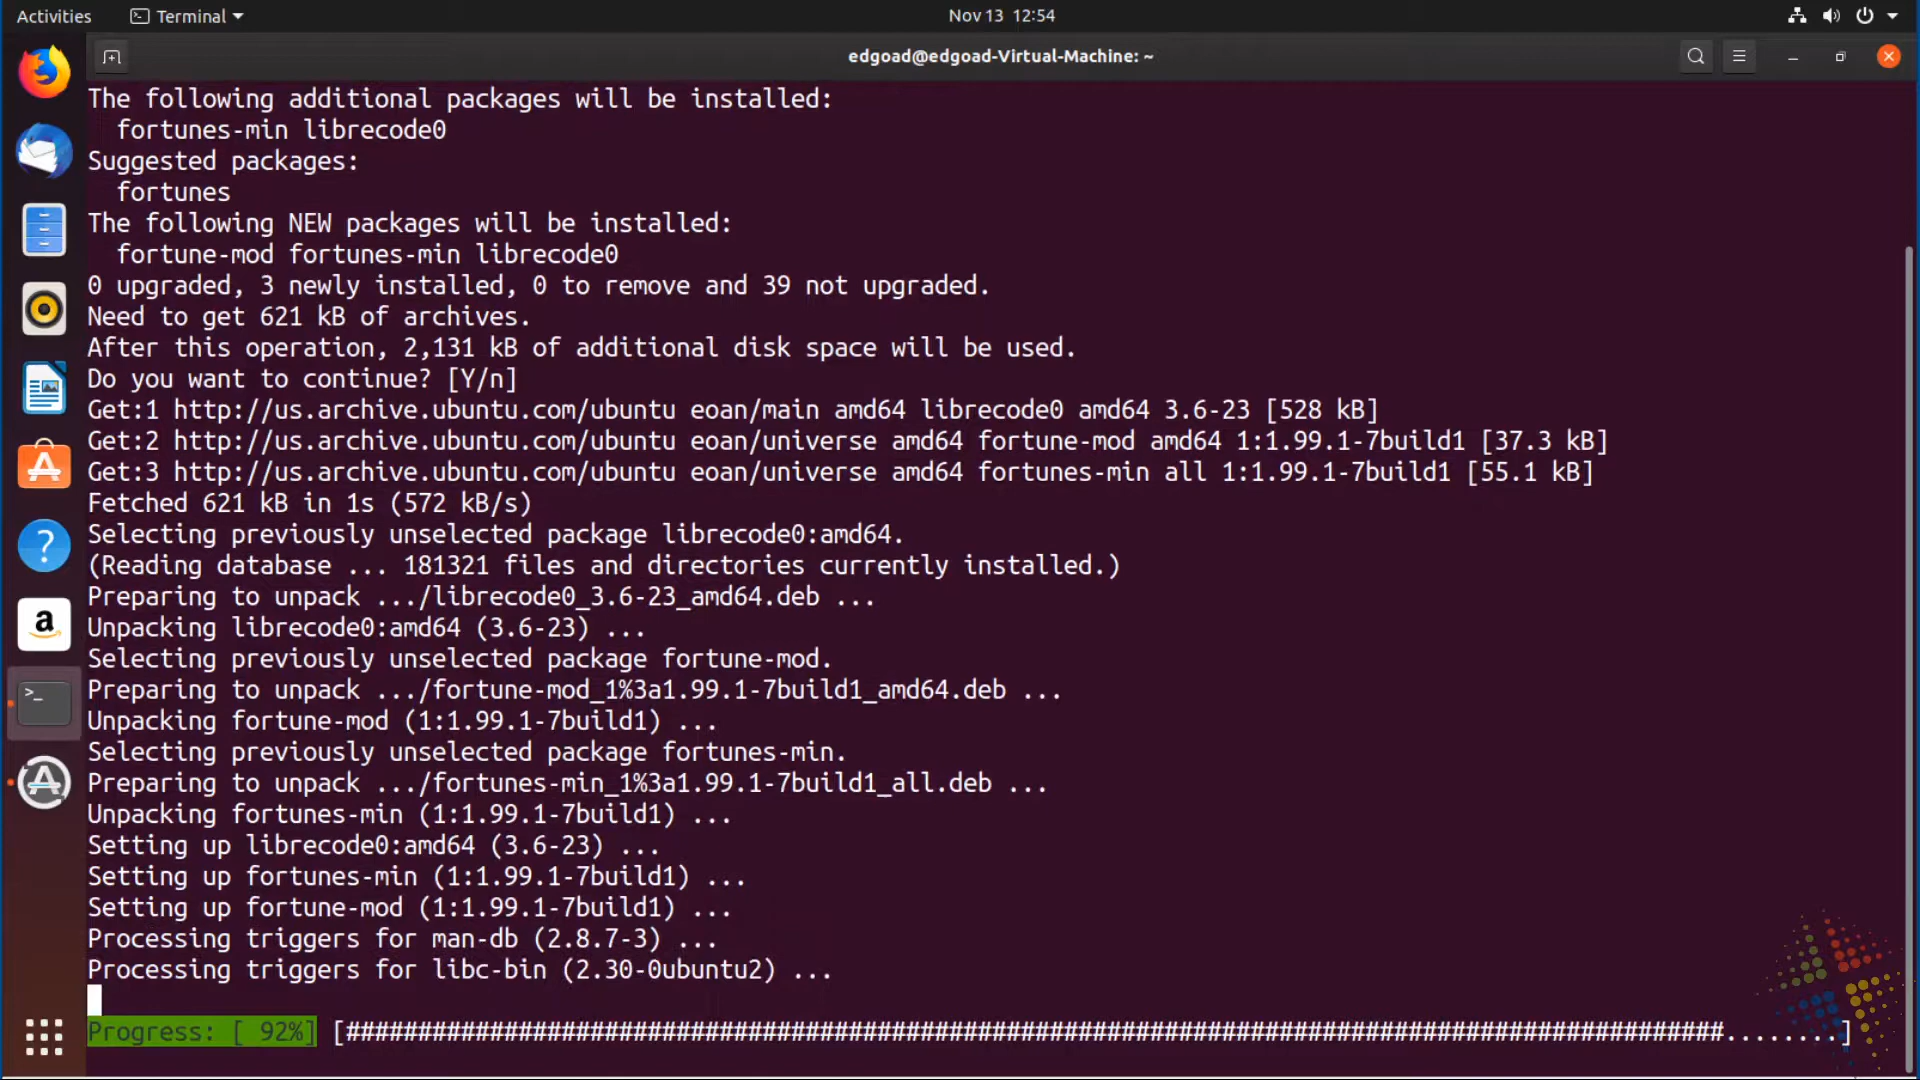 Activities
Terminal
Nov 13 12:54
edgoad@edgoad-Virtual-Machine: ~
The following additional packages will be installed:
  fortunes-min librecode0
Suggested packages:
  fortunes
The following NEW packages will be installed:
  fortune-mod fortunes-min librecode0
0 upgraded, 3 newly installed, 0 to remove and 39 not upgraded.
Need to get 621 kB of archives.
After this operation, 2,131 kB of additional disk space will be used.
Do you want to continue? [Y/n]
Get:1 http://us.archive.ubuntu.com/ubuntu eoan/main amd64 librecode0 amd64 3.6-23 [528 kB]
Get:2 http://us.archive.ubuntu.com/ubuntu eoan/universe amd64 fortune-mod amd64 1:1.99.1-7build1 [37.3 kB]
Get:3 http://us.archive.ubuntu.com/ubuntu eoan/universe amd64 fortunes-min all 1:1.99.1-7build1 [55.1 kB]
Fetched 621 kB in 1s (572 kB/s)
Selecting previously unselected package librecode0:amd64.
(Reading database ... 181321 files and directories currently installed.)
Preparing to unpack .../librecode0_3.6-23_amd64.deb ...
Unpacking librecode0:amd64 (3.6-23) ...
Selecting previously unselected package fortune-mod.
Preparing to unpack .../fortune-mod_1%3a1.99.1-7build1_amd64.deb ...
Unpacking fortune-mod (1:1.99.1-7build1) ...
Selecting previously unselected package fortunes-min.
Preparing to unpack .../fortunes-min_1%3a1.99.1-7build1_all.deb ...
Unpacking fortunes-min (1:1.99.1-7build1) ...
Setting up librecode0:amd64 (3.6-23) ...
Setting up fortunes-min (1:1.99.1-7build1) ...
Setting up fortune-mod (1:1.99.1-7build1) ...
Processing triggers for man-db (2.8.7-3) ...
Processing triggers for libc-bin (2.30-0ubuntu2) ...
Progress: [ 92%] [################################################################################################........]